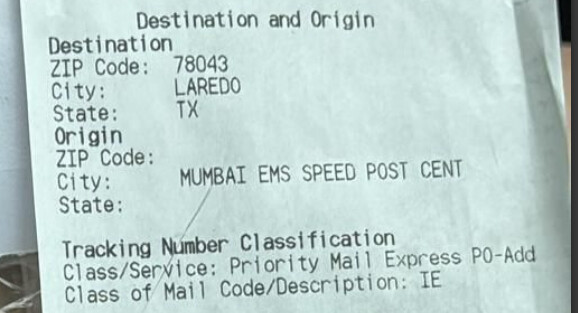 Destination and Origin
Destination
ZIP Code: 78043
City: LAREDO
State: TX
Origin
ZIP Code:
City: MUMBAI EMS SPEED POST CENT
State:
Tracking Number Classification
Class/Service: Priority Mail Express PO-Add
Class of Mail Code/Description: IE